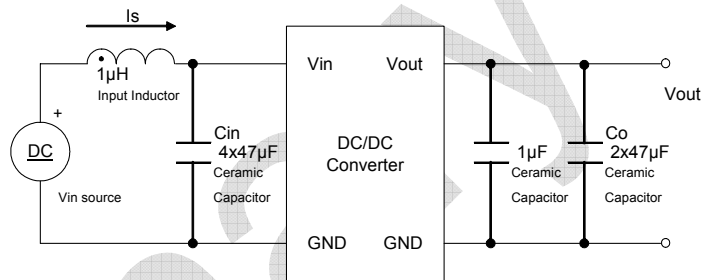 Is
1µH
Input Inductor
+
DC
Vin source
Cin
4x47µF
Ceramic
Capacitor
Vin
Vout
DC/DC
Converter
GND
GND
1µF
Ceramic
Capacitor
Co
2x47µF
Ceramic
Capacitor
Vout